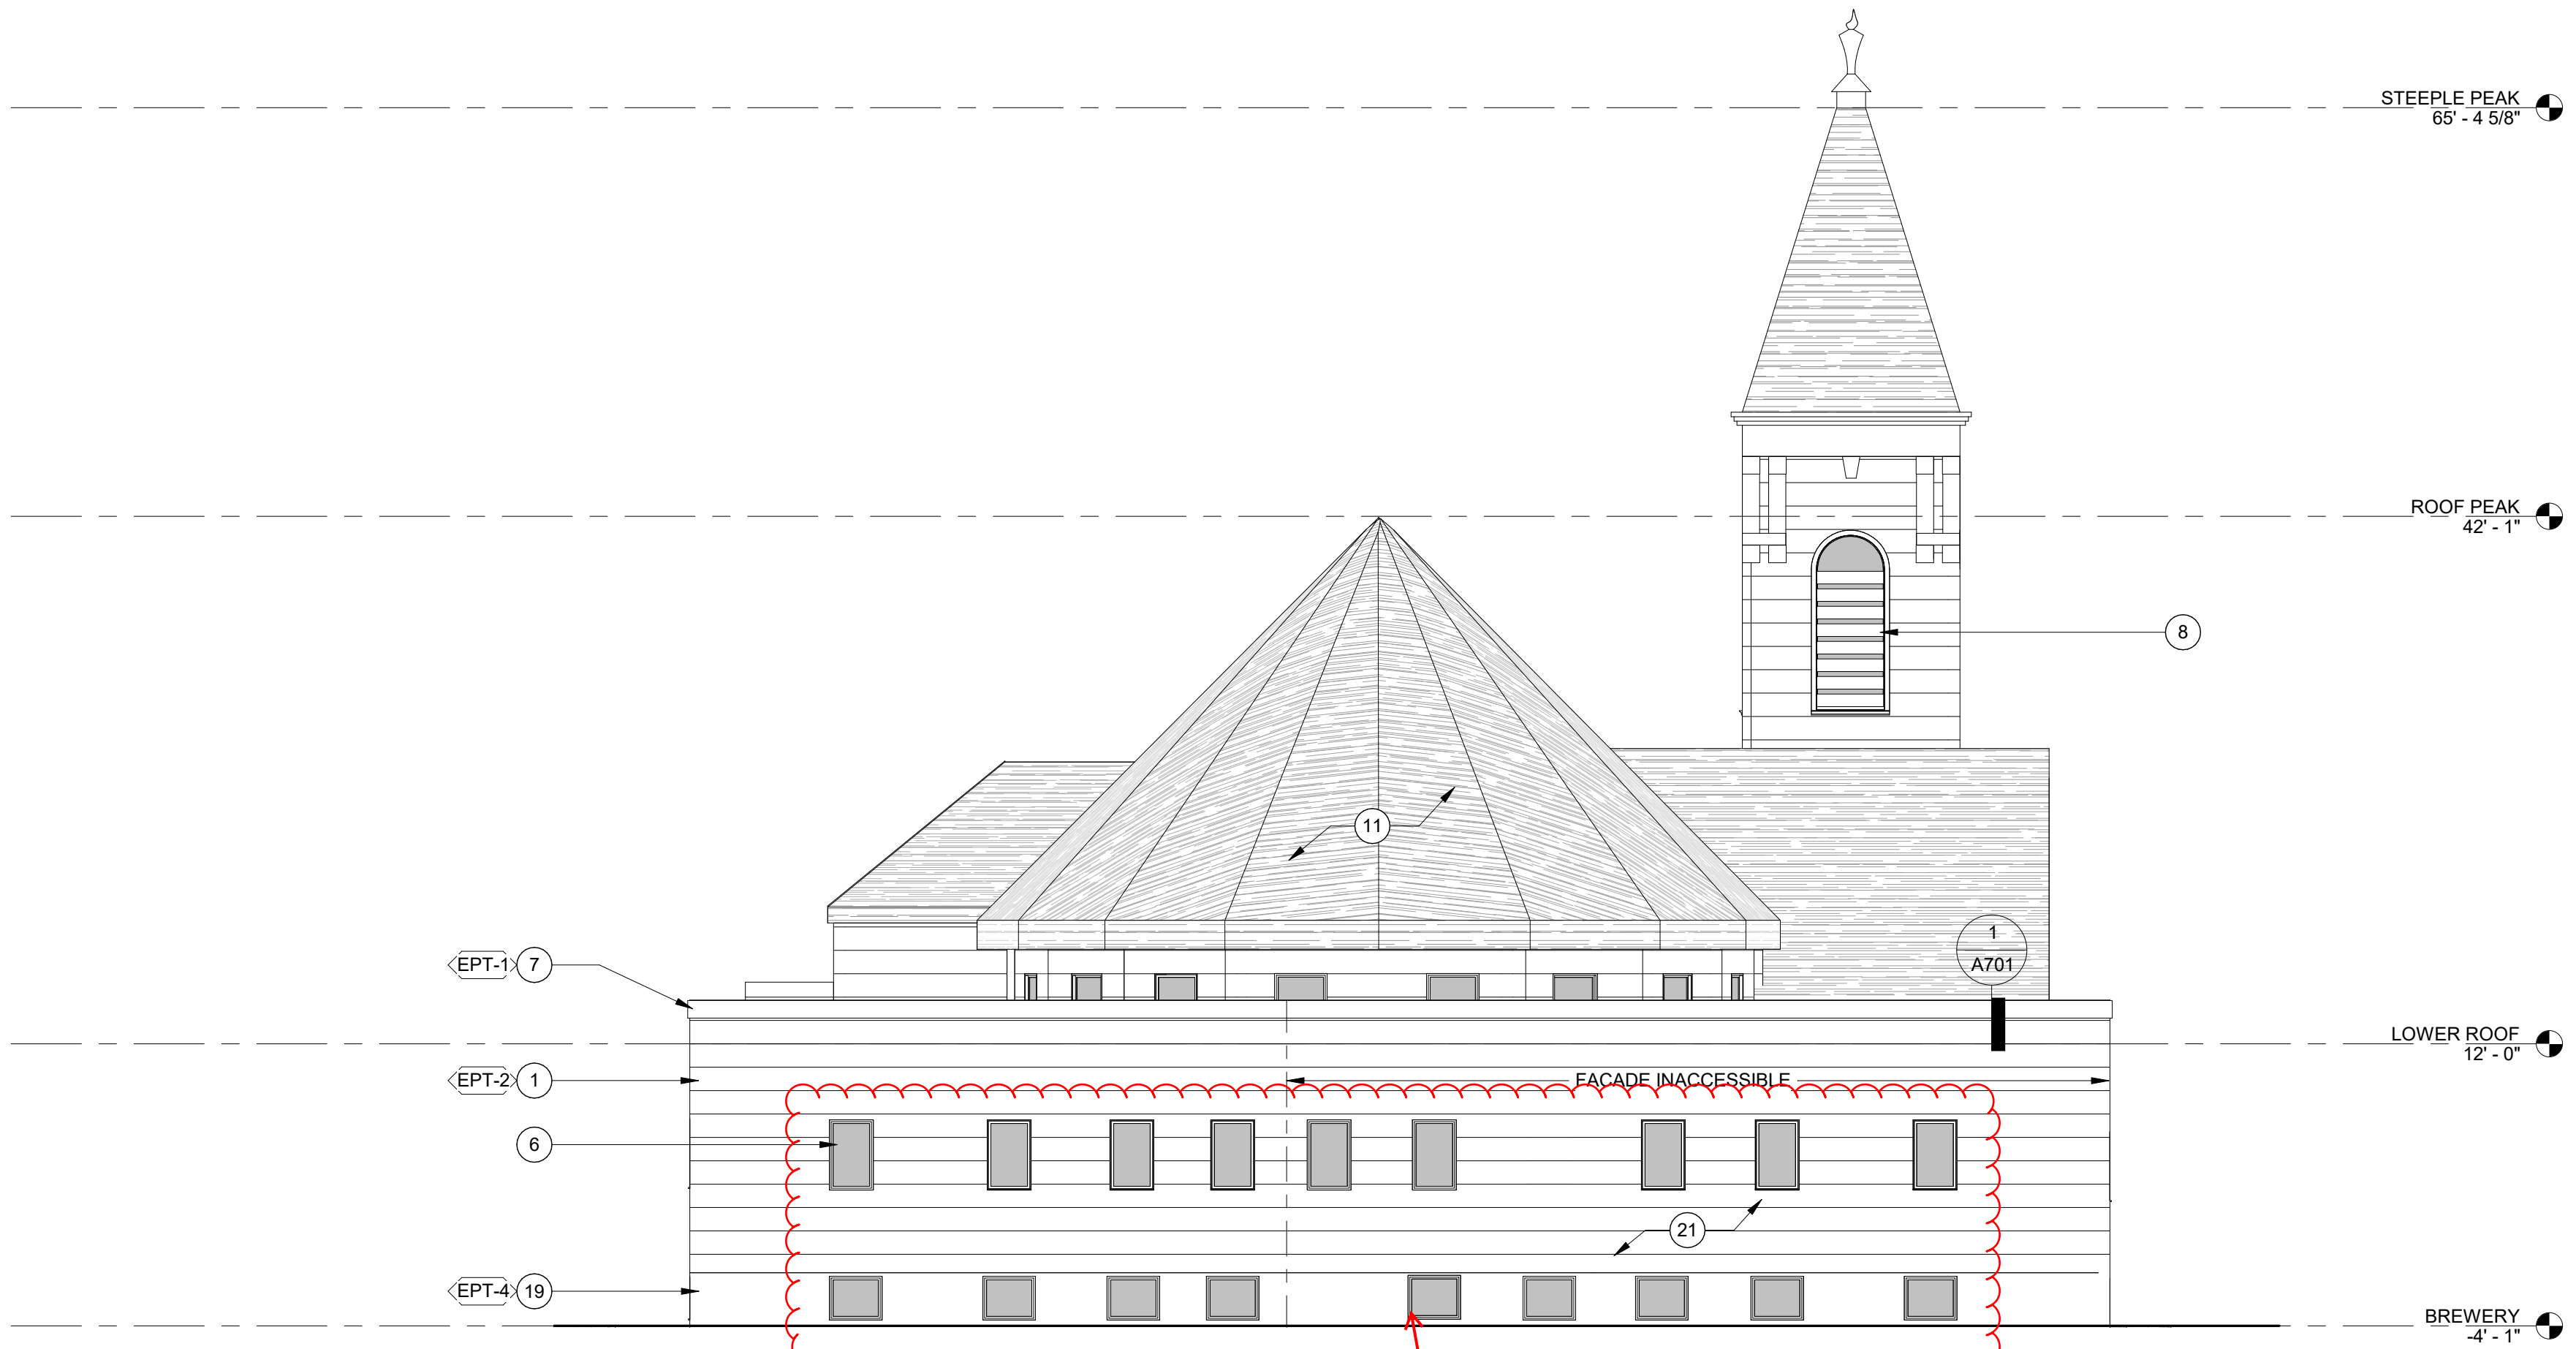 STEEPLE PEAK
65' - 4 5/8"
ROOF PEAK
42' - 1"
8
11
1
A701
EPT-1 7
LOWER ROOF
12' - 0"
EPT-2 1
FACADE INACCESSIBLE
6
21
EPT-4 19
BREWERY
-4' - 1"